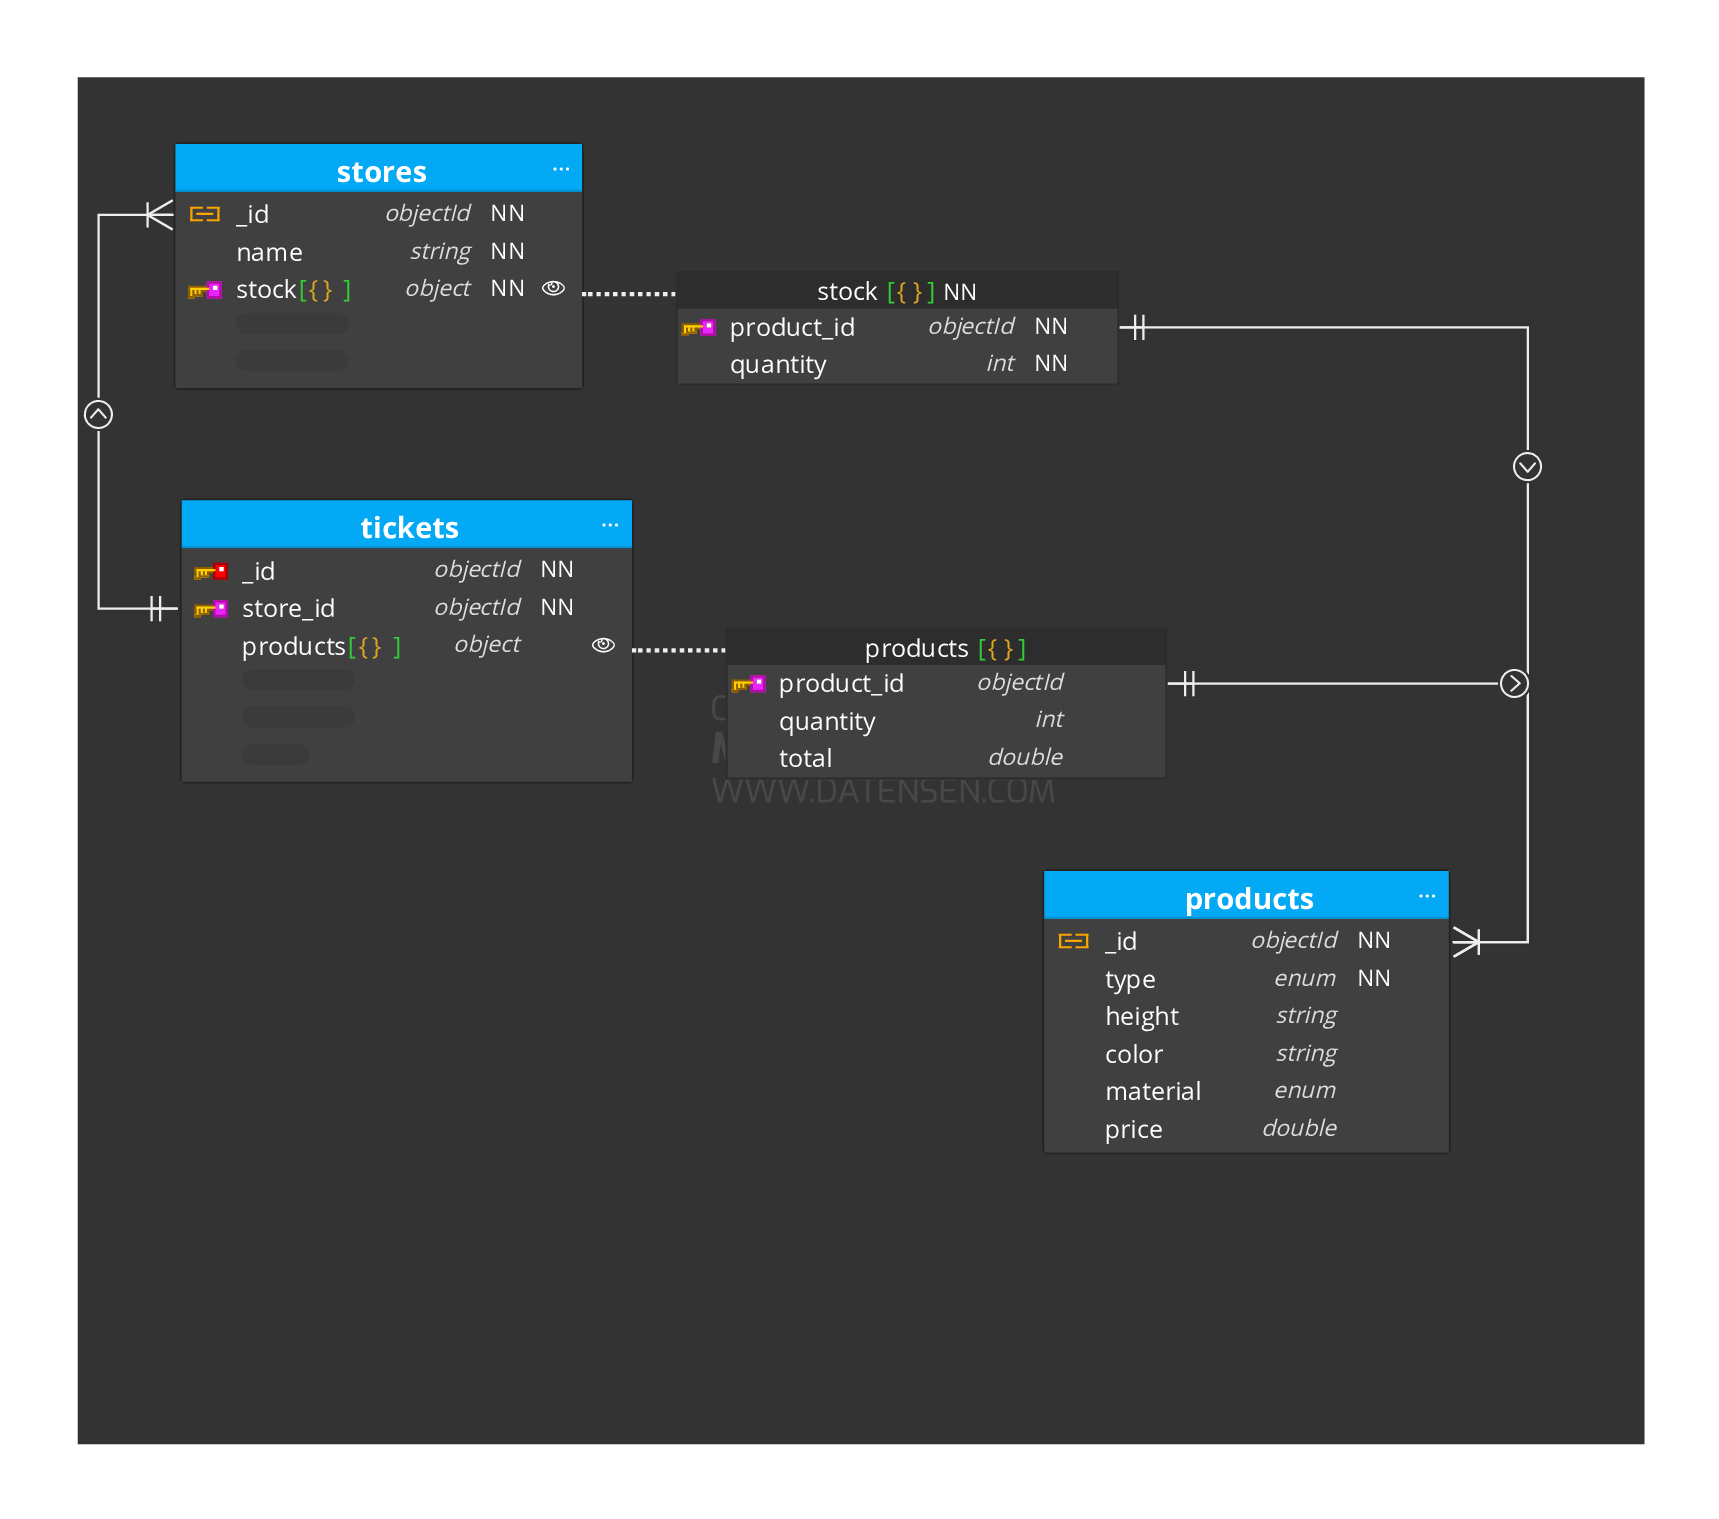 stores ...
_id objectId NN
name string NN
stock[{} ] object NN
stock [{}] NN
product_id objectId NN
quantity int NN
tickets ...
_id objectId NN
store_id objectId NN
products[{} ] object
products [{}]
product_id objectId
quantity int
total double
WWW.DATENSEN.COM
products ...
_id objectId NN
type enum NN
height string
color string
material enum
price double